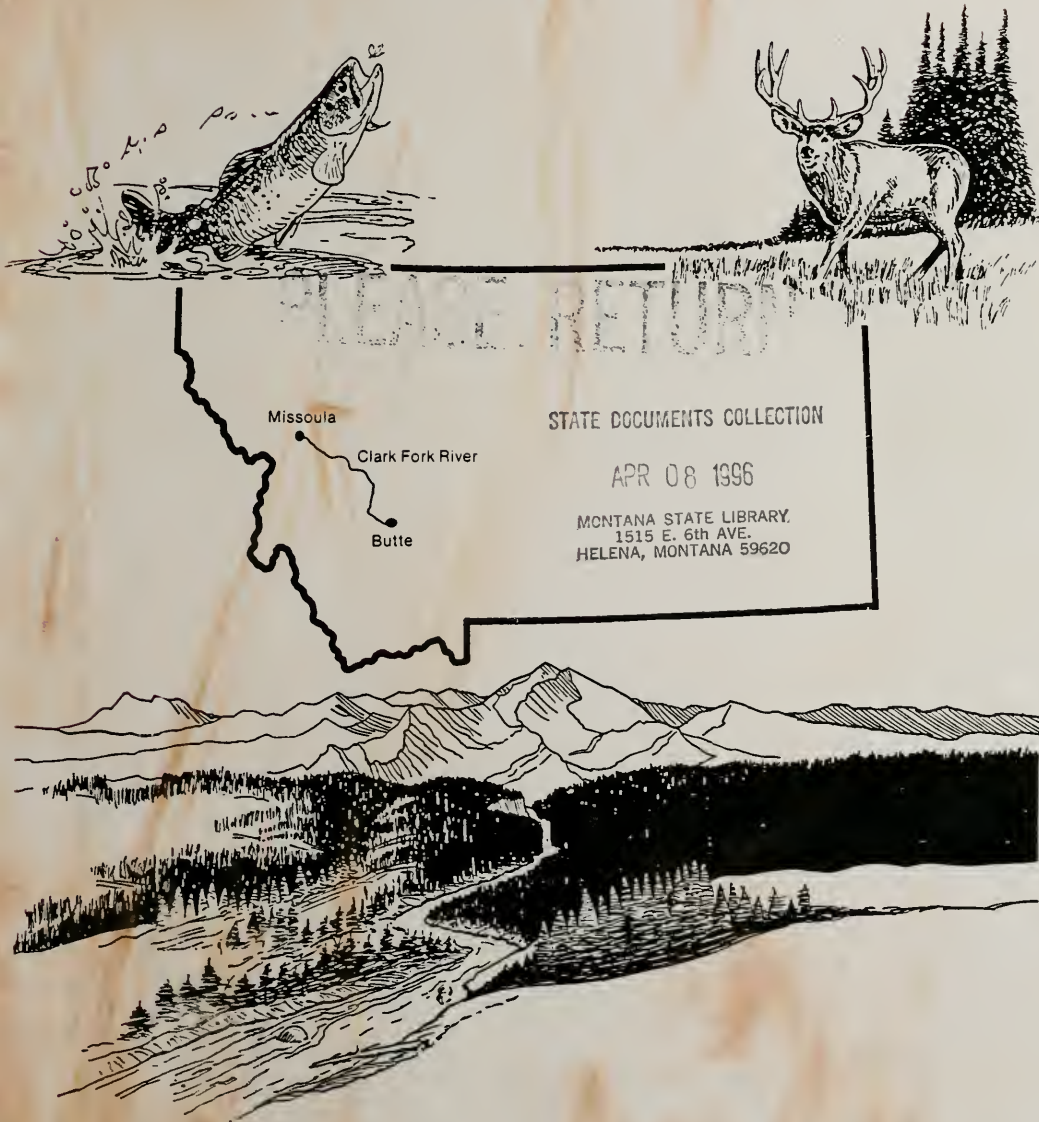 PLEASE RETURN
Missoula
Clark Fork River
Butte
STATE DOCUMENTS COLLECTION
APR 08 1996
MONTANA STATE LIBRARY,
1515 E. 6th AVE.
HELENA, MONTANA 59620